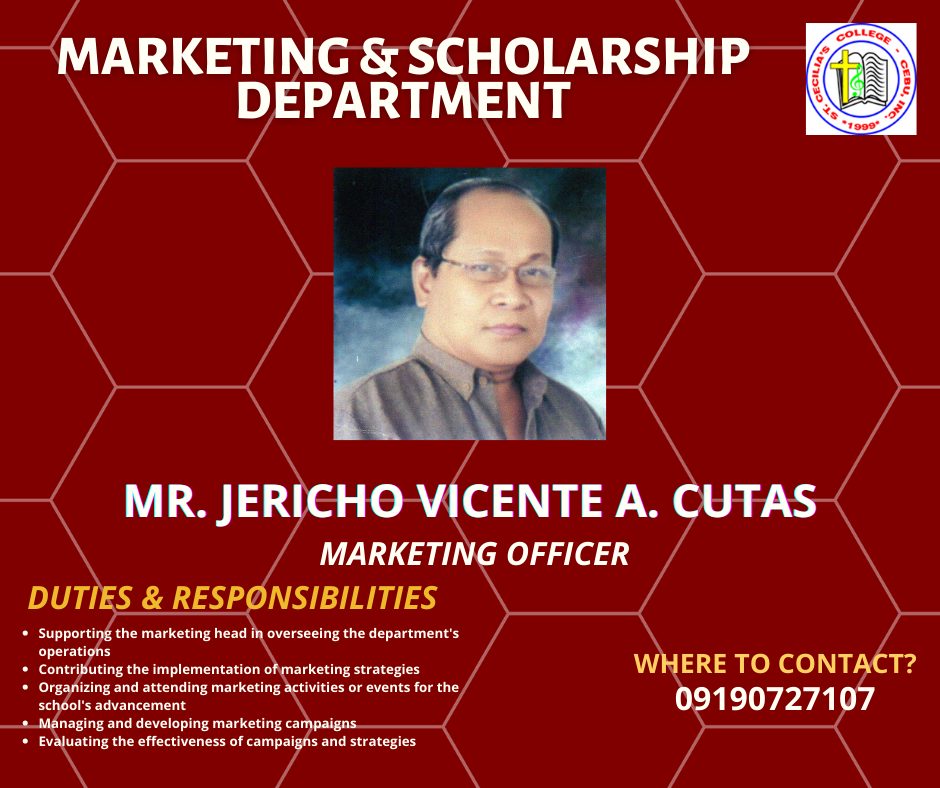 MARKETING & SCHOLARSHIP
DEPARTMENT
ST. CECILIA'S COLLEGE - CEBU, INC.
*1999*
MR. JERICHO VICENTE A. CUTAS
MARKETING OFFICER
DUTIES & RESPONSIBILITIES
• Supporting the marketing head in overseeing the department's
operations
• Contributing the implementation of marketing strategies
• Organizing and attending marketing activities or events for the
school's advancement
• Managing and developing marketing campaigns
• Evaluating the effectiveness of campaigns and strategies
WHERE TO CONTACT?
09190727107